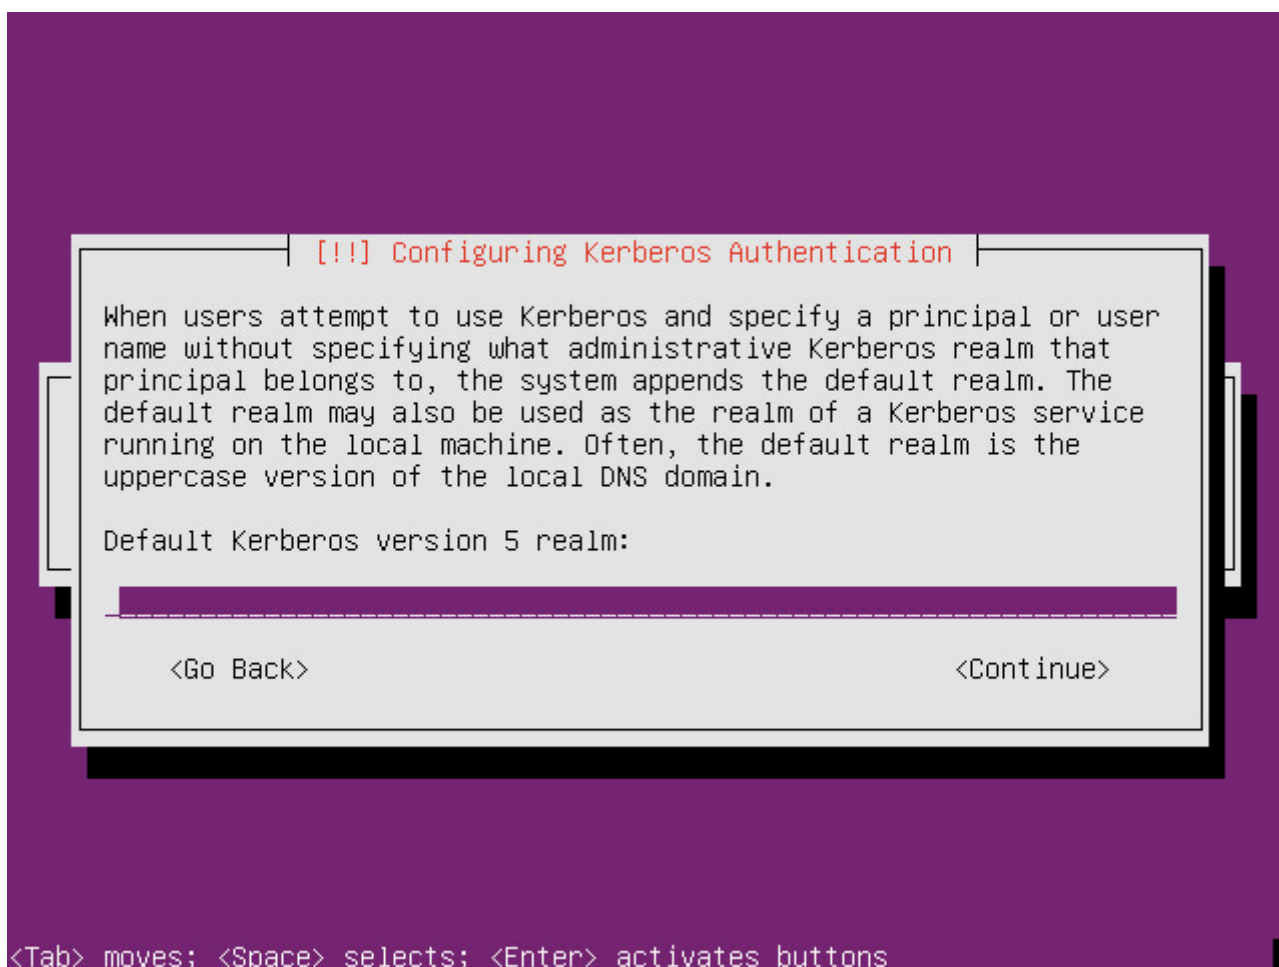 [!!] Configuring Kerberos Authentication
When users attempt to use Kerberos and specify a principal or user
name without specifying what administrative Kerberos realm that
principal belongs to, the system appends the default realm. The
default realm may also be used as the realm of a Kerberos service
running on the local machine. Often, the default realm is the
uppercase version of the local DNS domain.
Default Kerberos version 5 realm:
<Go Back> <Continue>
<Tab> moves; <Space> selects; <Enter> activates buttons